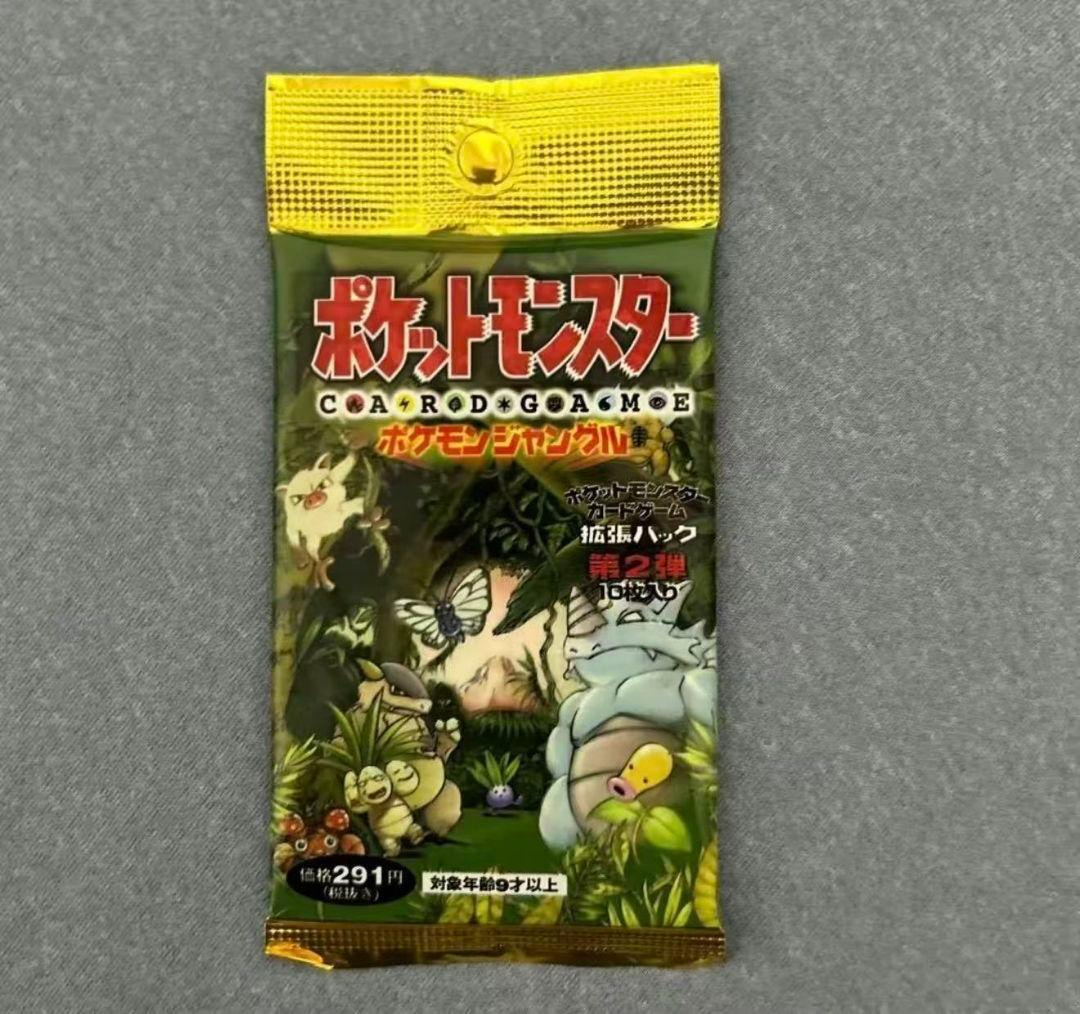 ポケットモンスター
CARDGAME
ポケモンジャングル
ポケットモンスター
カードゲーム
拡張パック
第2弾
10枚入り
価格291円
(税抜き)
対象年齢9才以上